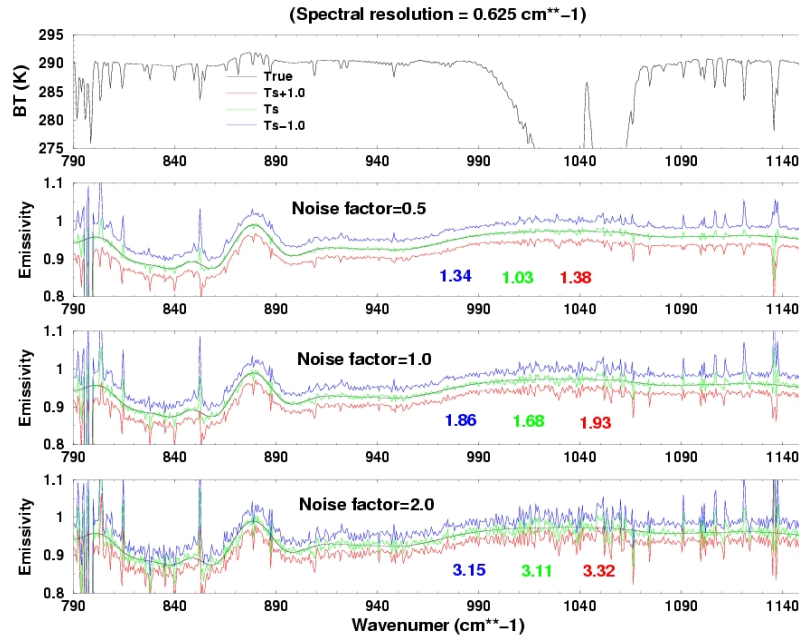 (Spectral resolution = 0.625 cm**−1)
BT (K)
295
290
285
280
275
True
Ts+1.0
Ts
Ts−1.0
790 840 890 940 990 1040 1090 1140
Emissivity
1.1
1
0.9
0.8
Noise factor=0.5
1.34 1.03 1.38
790 840 890 940 990 1040 1090 1140
Emissivity
1.1
1
0.9
0.8
Noise factor=1.0
1.86 1.68 1.93
790 840 890 940 990 1040 1090 1140
Emissivity
1.1
1
0.9
0.8
Noise factor=2.0
3.15 3.11 3.32
790 840 890 940 990 1040 1090 1140
Wavenumer (cm**−1)